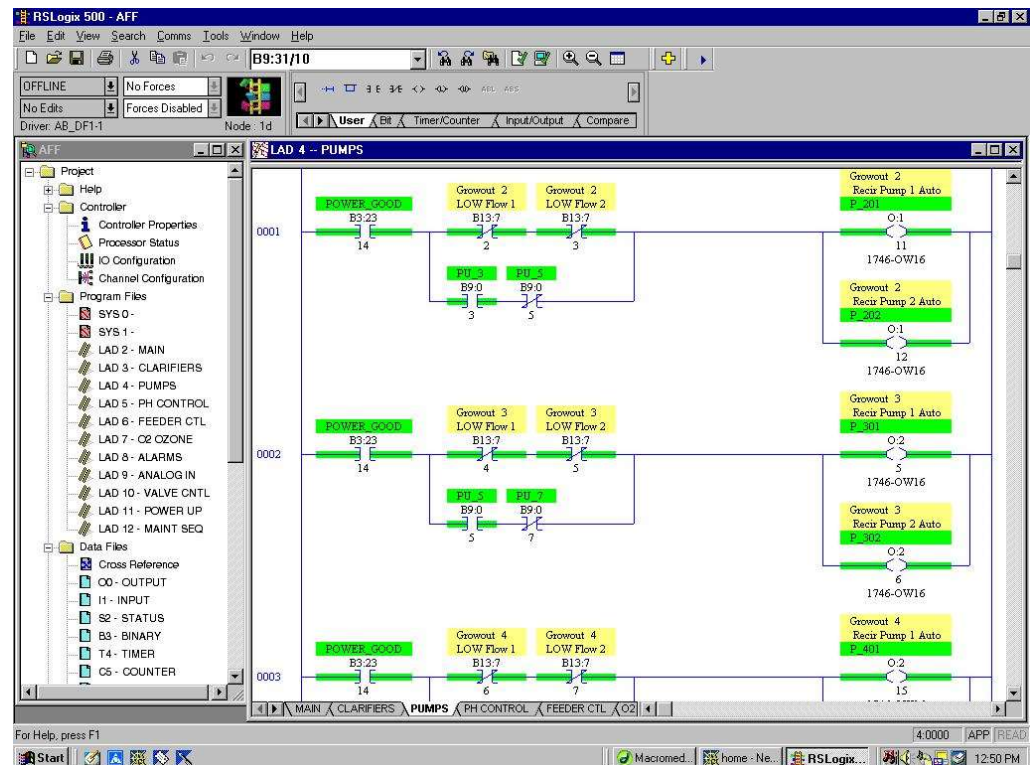 RSLogix 500 - AFF
File Edit View Search Comms Tools Window Help
B9:31/10
OFFLINE No Forces
No Edits Forces Disabled
Driver: AB_DF1-1 Node : 1d
User Bit Timer/Counter Input/Output Compare
AFF
Project
Help
Controller
Controller Properties
Processor Status
IO Configuration
Channel Configuration
Program Files
SYS 0 -
SYS 1 -
LAD 2 - MAIN
LAD 3 - CLARIFIERS
LAD 4 - PUMPS
LAD 5 - PH CONTROL
LAD 6 - FEEDER CTL
LAD 7 - O2 OZONE
LAD 8 - ALARMS
LAD 9 - ANALOG IN
LAD 10 - VALVE CNTL
LAD 11 - POWER UP
LAD 12 - MAINT SEQ
Data Files
Cross Reference
O0 - OUTPUT
I1 - INPUT
S2 - STATUS
B3 - BINARY
T4 - TIMER
C5 - COUNTER
LAD 4 -- PUMPS
Growout 2
Recir Pump 1 Auto
Growout 2 Growout 2
POWER_GOOD LOW Flow 1 LOW Flow 2 P_201
B3:23 B13:7 B13:7 O:1
0001
14 2 3 11
1746-OW16
PU_3 PU_5
B9:0 B9:0
3 5
Growout 2
Recir Pump 2 Auto
P_202
O:1
12
1746-OW16
Growout 3
Recir Pump 1 Auto
Growout 3 Growout 3
POWER_GOOD LOW Flow 1 LOW Flow 2 P_301
B3:23 B13:7 B13:7 O:2
0002
14 4 5 5
1746-OW16
PU_5 PU_7
B9:0 B9:0
5 7
Growout 3
Recir Pump 2 Auto
P_302
O:2
6
1746-OW16
Growout 4
Recir Pump 1 Auto
Growout 4 Growout 4
POWER_GOOD LOW Flow 1 LOW Flow 2 P_401
B3:23 B13:7 B13:7 O:2
0003
14 6 7 15
MAIN CLARIFIERS PUMPS PH CONTROL FEEDER CTL O2
For Help, press F1 4:0000 APP READ
Start Macromed... home - Ne... RSLogix... 12:50 PM